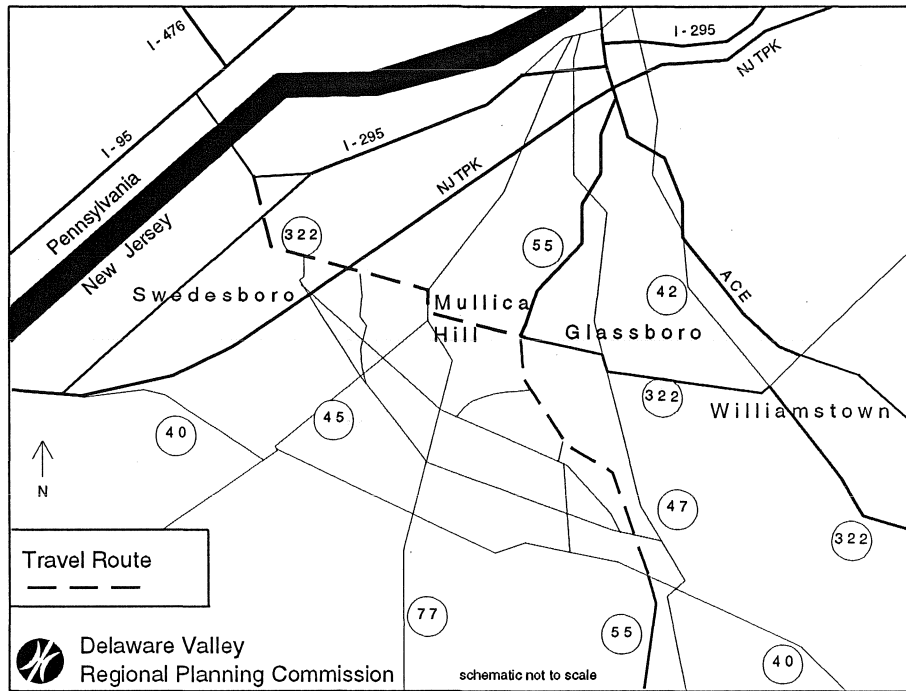 I - 476
I - 295
NJ TPK
I - 95
I - 295
NJ TPK
Pennsylvania
New Jersey
322
55
Swedesboro
Mullica
Hill
42
ACE
Glassboro
322
Williamstown
40
45
N
47
322
Travel Route
77
55
40
Delaware Valley
Regional Planning Commission
schematic not to scale